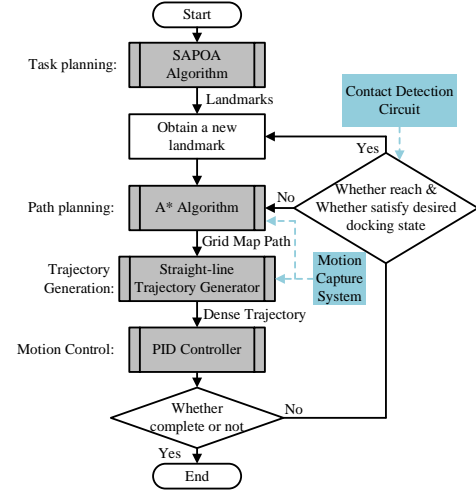 Start
Task planning:
SAPOA
Algorithm
Landmarks
Contact Detection
Circuit
Obtain a new
landmark
Yes
Whether reach &
Whether satisfy desired
docking state
No
Path planning:
A* Algorithm
Grid Map Path
Trajectory
Generation:
Straight-line
Trajectory Generator
Motion
Capture
System
Dense Trajectory
Motion Control:
PID Controller
Whether
complete or not
No
Yes
End